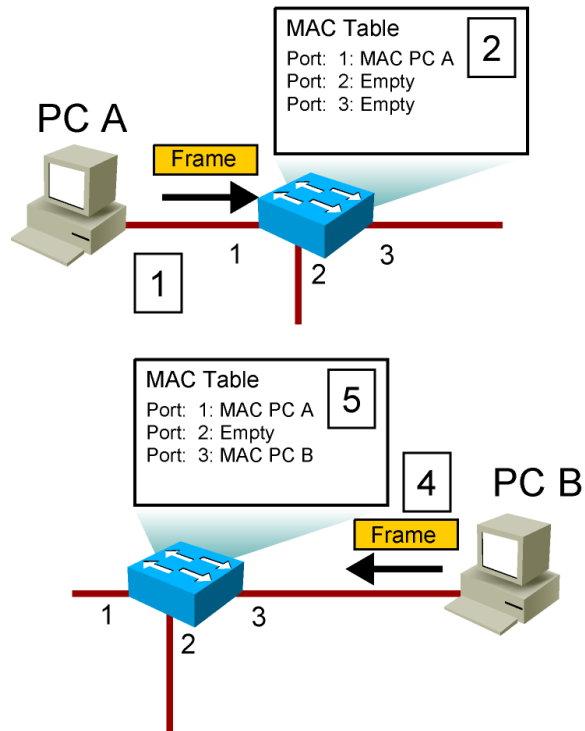 MAC Table
2
Port: 1: MAC PC A
Port: 2: Empty
Port: 3: Empty
PC A
Frame
1
2
3
1
MAC Table
5
Port: 1: MAC PC A
Port: 2: Empty
Port: 3: MAC PC B
4
PC B
Frame
1
2
3